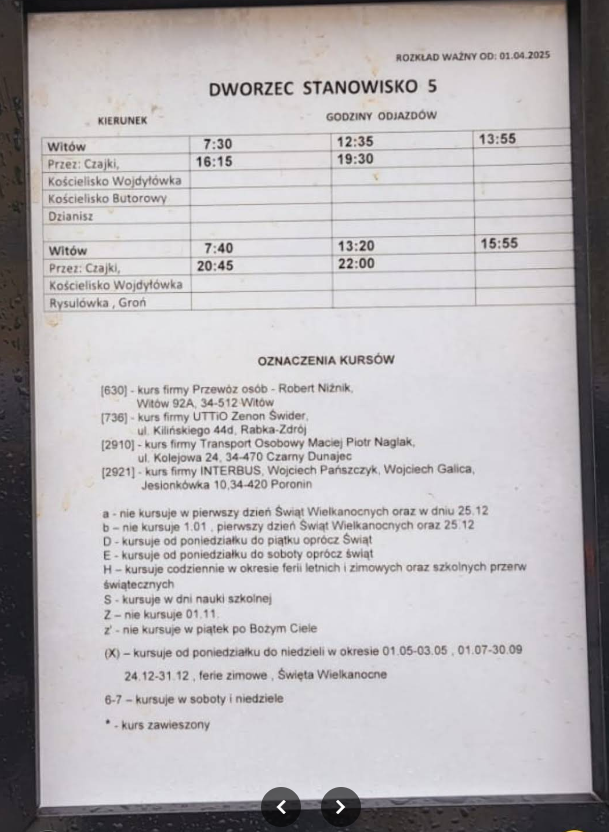 ROZKŁAD WAŻNY OD: 01.04.2025
DWORZEC STANOWISKO 5
KIERUNEK GODZINY ODJAZDÓW
Witów 7:30 12:35 13:55
Przez: Czajki, 16:15 19:30
Kościelisko Wojdyłówka
Kościelisko Butorowy
Dzianisz
Witów 7:40 13:20 15:55
Przez: Czajki, 20:45 22:00
Kościelisko Wojdyłówka
Rysulówka , Groń
OZNACZENIA KURSÓW
[630] - kurs firmy Przewóz osób - Robert Niźnik,
Witów 92A, 34-512 Witów
[736] - kurs firmy UTTiO Zenon Świder,
ul. Kilińskiego 44d, Rabka-Zdrój
[2910] - kurs firmy Transport Osobowy Maciej Piotr Naglak,
ul. Kolejowa 24, 34-470 Czarny Dunajec
[2921] - kurs firmy INTERBUS, Wojciech Pańszczyk, Wojciech Galica,
Jesionkówka 10,34-420 Poronin
a - nie kursuje w pierwszy dzień Świąt Wielkanocnych oraz w dniu 25.12
b – nie kursuje 1.01 , pierwszy dzień Świąt Wielkanocnych oraz 25.12
D - kursuje od poniedziałku do piątku oprócz Świąt
E - kursuje od poniedziałku do soboty oprócz świąt
H – kursuje codziennie w okresie ferii letnich i zimowych oraz szkolnych przerw
świątecznych
S - kursuje w dni nauki szkolnej
Z – nie kursuje 01.11.
z' - nie kursuje w piątek po Bożym Ciele
(X) – kursuje od poniedziałku do niedzieli w okresie 01.05-03.05 , 01.07-30.09
24.12-31.12 , ferie zimowe , Święta Wielkanocne
6-7 – kursuje w soboty i niedziele
* - kurs zawieszony